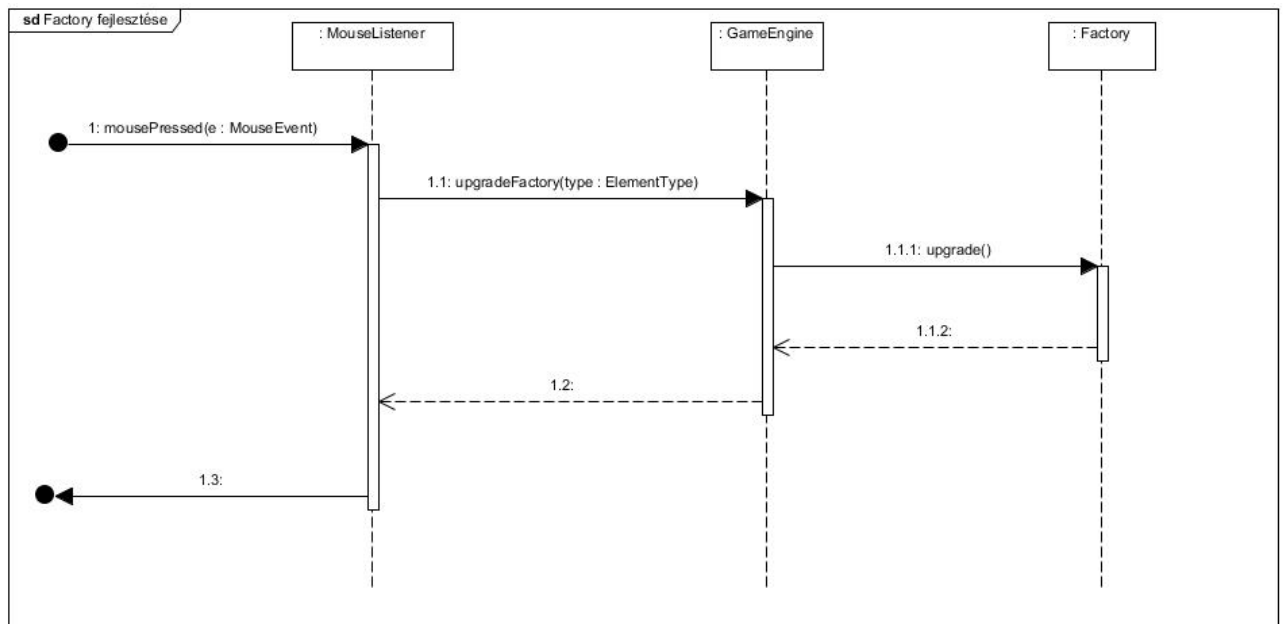 sd Factory fejlesztése
: MouseListener
: GameEngine
: Factory
1: mousePressed(e : MouseEvent)
1.1: upgradeFactory(type : ElementType)
1.1.1: upgrade()
1.1.2:
1.2:
1.3: